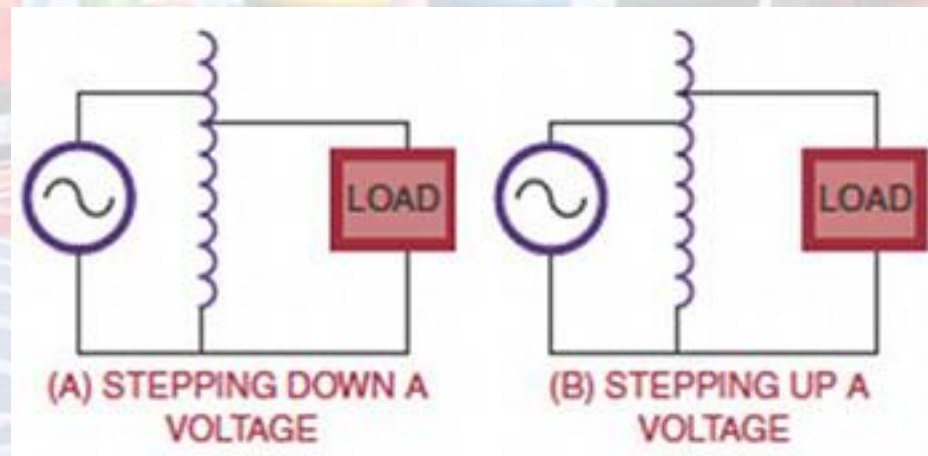 LOAD
LOAD
(A) STEPPING DOWN A
VOLTAGE
(B) STEPPING UP A
VOLTAGE